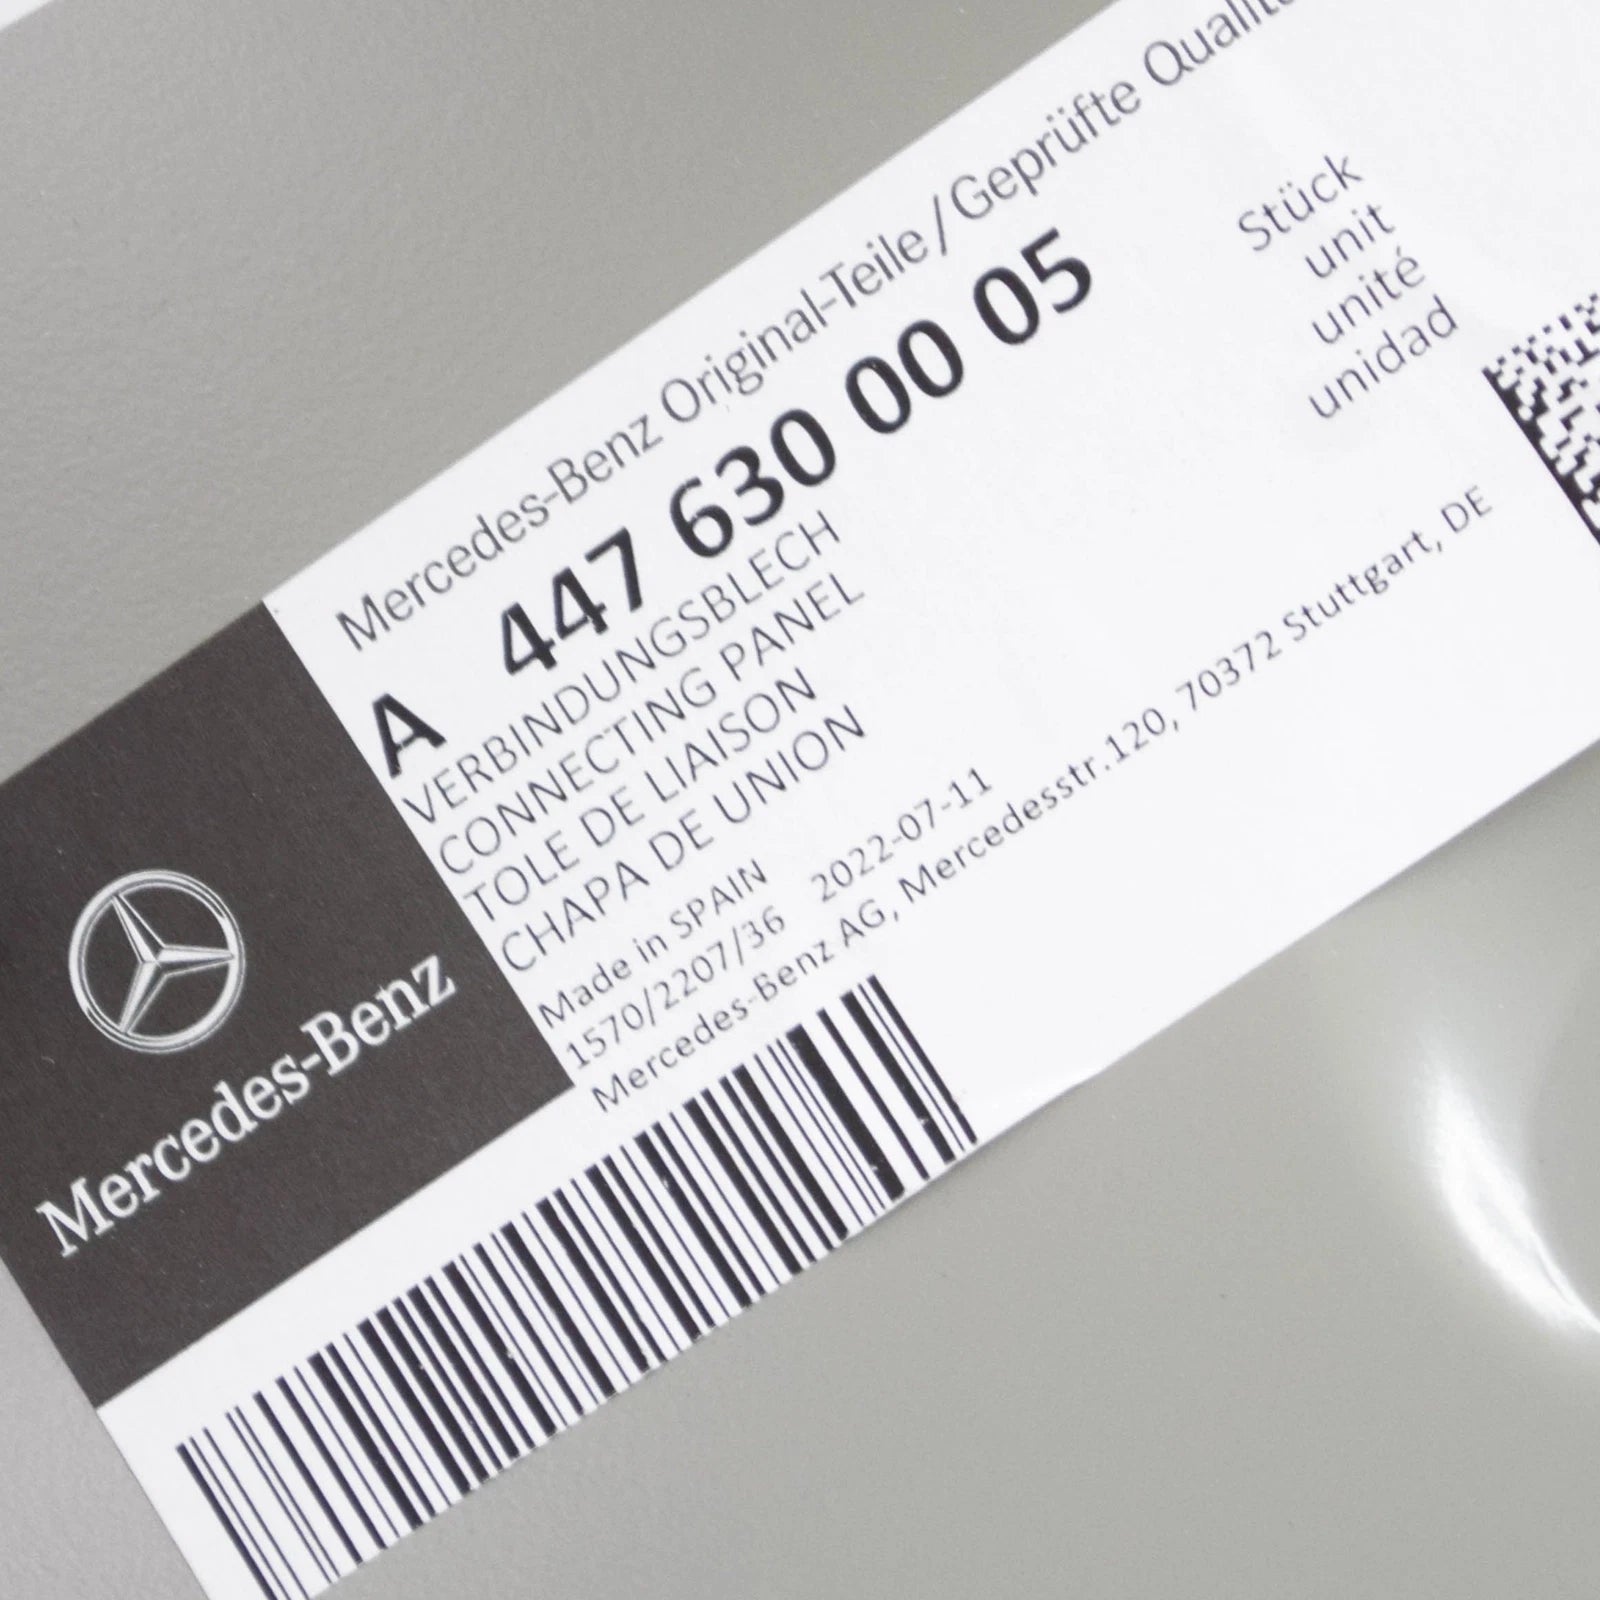 Mercedes-Benz Original-Teile/Geprüfte
A 447 630 00 05
VERBINDUNGSBLECH
CONNECTING PANEL
TOLE DE LIAISON
CHAPA DE UNION
Stück
unit
unité
unidad
Made in SPAIN
1570/2207/36 2022-07-11
Mercedes-Benz AG, Mercedesstr.120, 70372 Stuttgart, DE
Mercedes-Benz